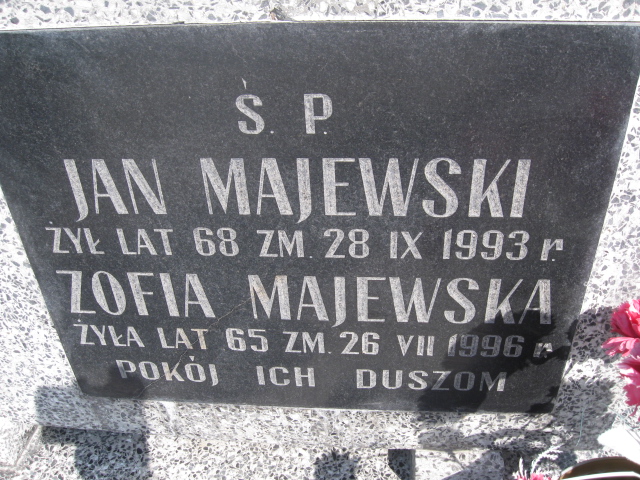 Ś. P.
JAN MAJEWSKI
ŻYŁ LAT 68 ZM. 28 IX 1993 r.
ZOFIA MAJEWSKA
ŻYŁA LAT 65 ZM. 26 VII 1996 r.
POKÓJ ICH DUSZOM